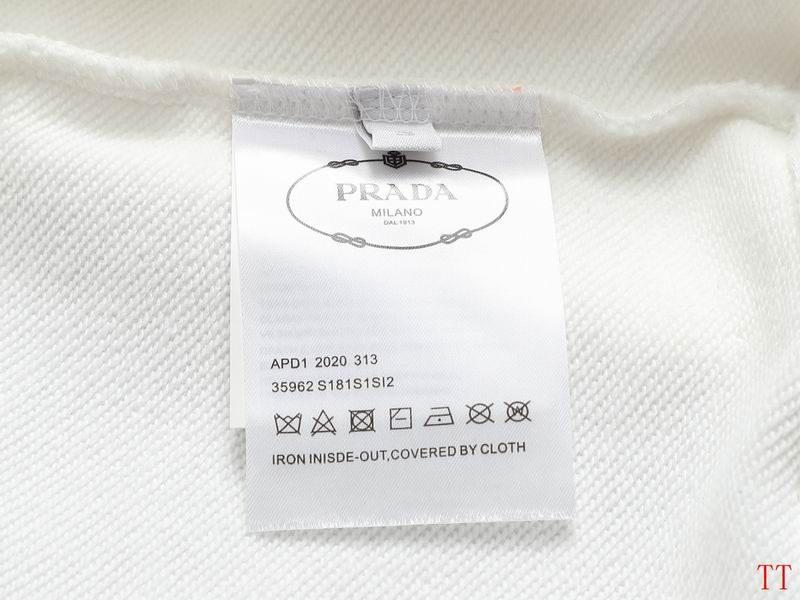 PRADA
MILANO
DAL 1913
APD1 2020 313
35962 S181S1SI2
IRON INISDE-OUT,COVERED BY CLOTH
TT